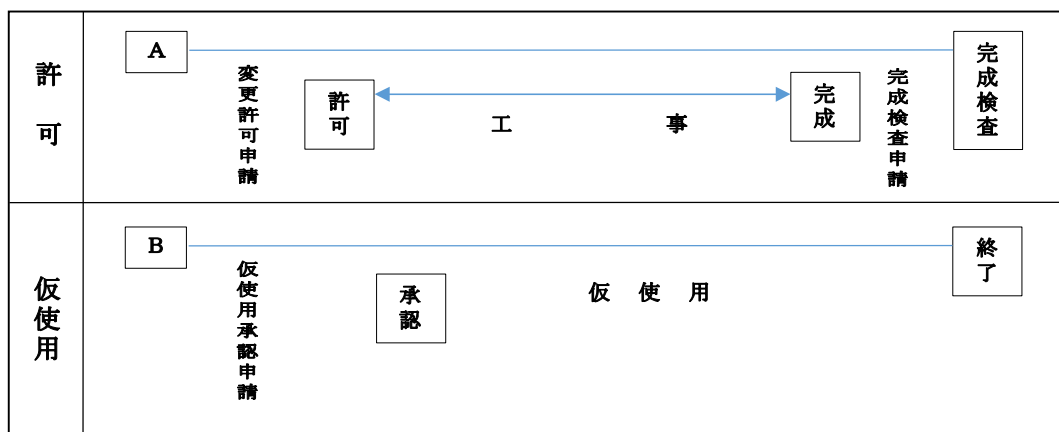 許可
A
変更許可申請
許可
工事
完成
完成検査申請
完成検査
仮使用
B
仮使用承認申請
承認
仮使用
終了